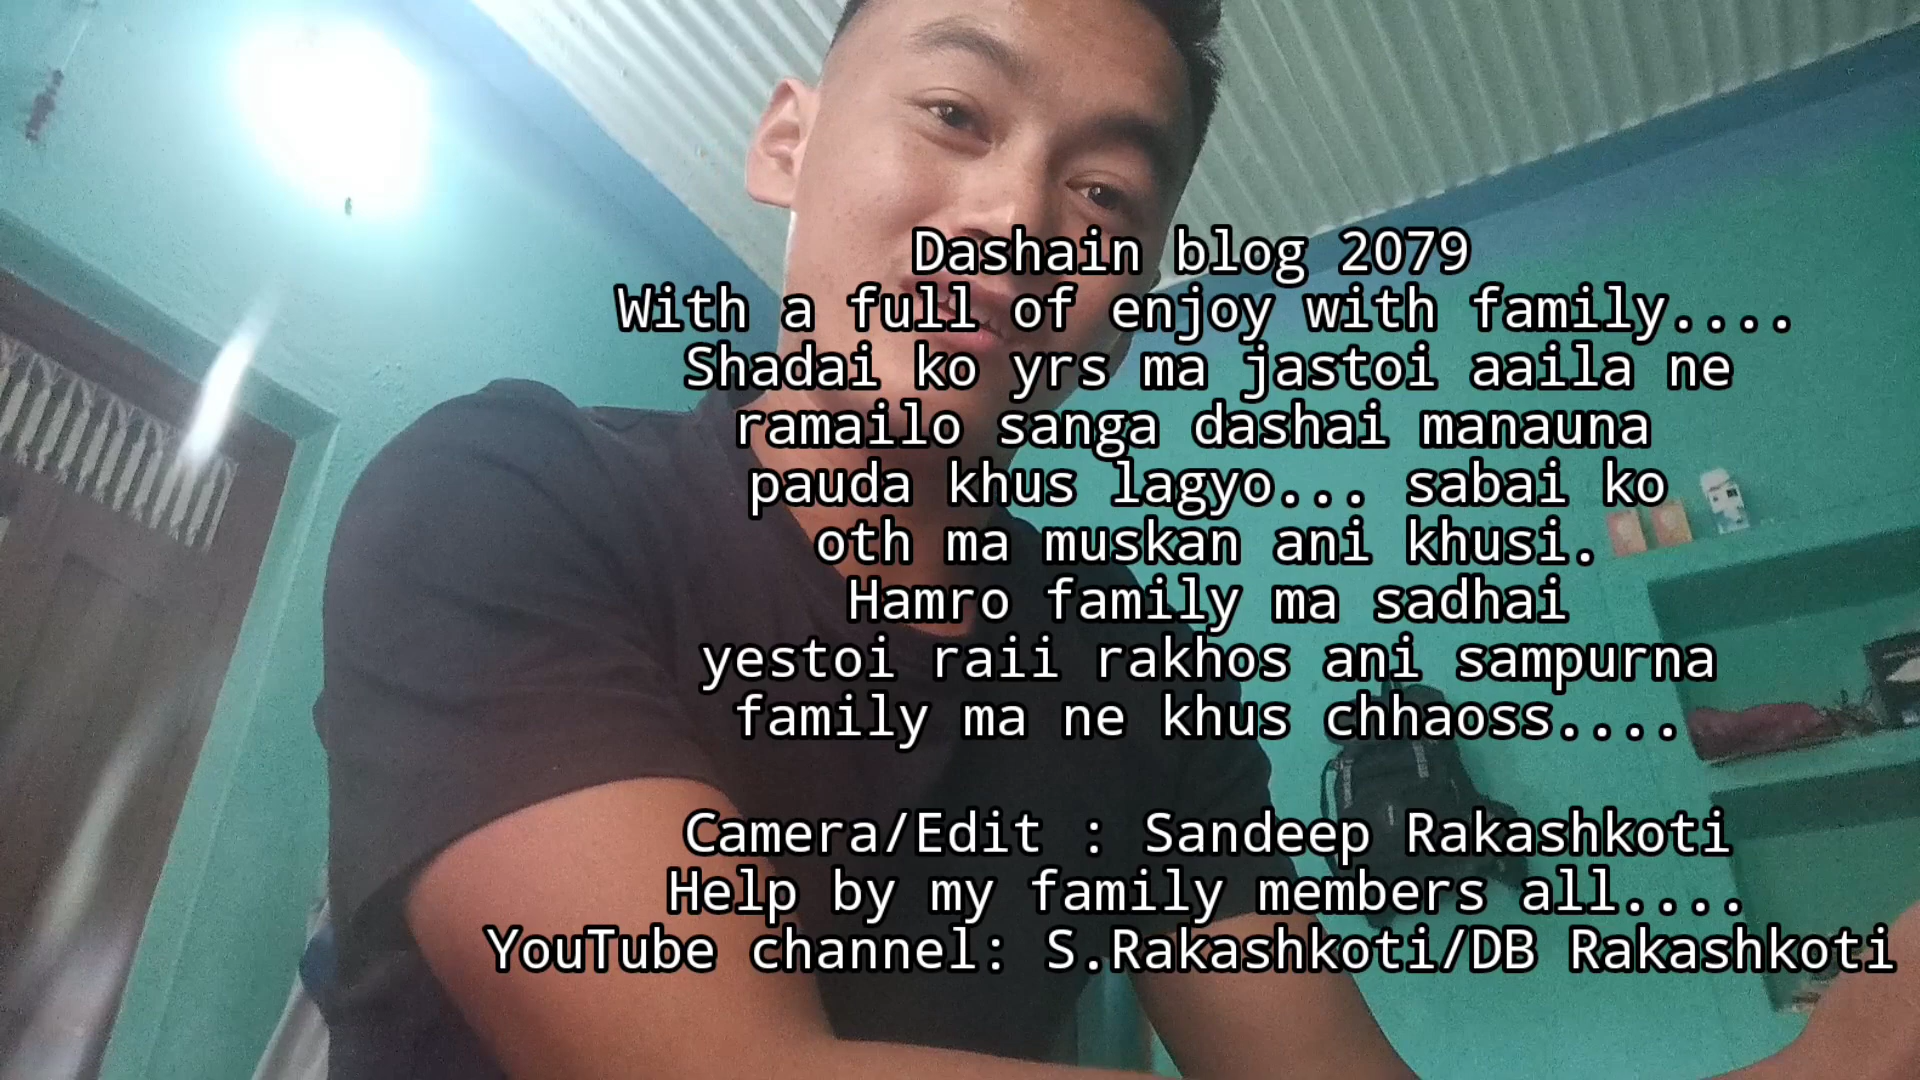 Dashain blog 2079
With a full of enjoy with family....
Shadai ko yrs ma jastoi aaila ne
ramailo sanga dashai manauna
pauda khus lagyo... sabai ko
oth ma muskan ani khusi.
Hamro family ma sadhai
yestoi raii rakhos ani sampurna
family ma ne khus chhaoss....
Camera/Edit : Sandeep Rakashkoti
Help by my family members all....
YouTube channel: S.Rakashkoti/DB Rakashkoti